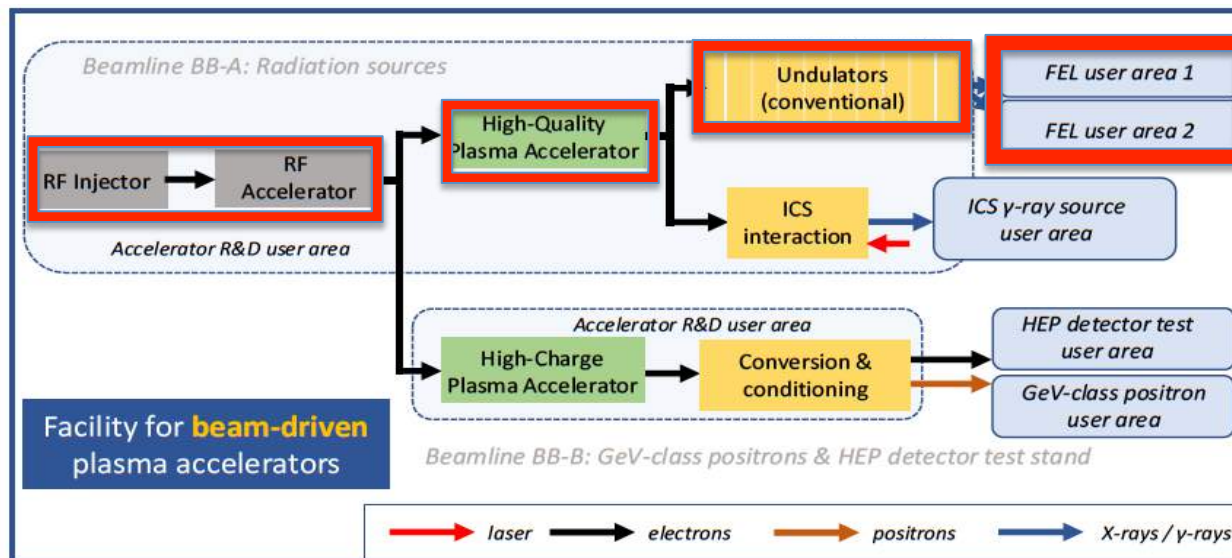 Beamline BB-A: Radiation sources
Undulators
(conventional)
FEL user area 1
FEL user area 2
High-Quality
Plasma Accelerator
RF Injector
RF
Accelerator
ICS
interaction
ICS γ-ray source
user area
Accelerator R&D user area
Accelerator R&D user area
High-Charge
Plasma Accelerator
Conversion &
conditioning
HEP detector test
user area
GeV-class positron
user area
Facility for beam-driven
plasma accelerators
Beamline BB-B: GeV-class positrons & HEP detector test stand
laser
electrons
positrons
X-rays / γ-rays